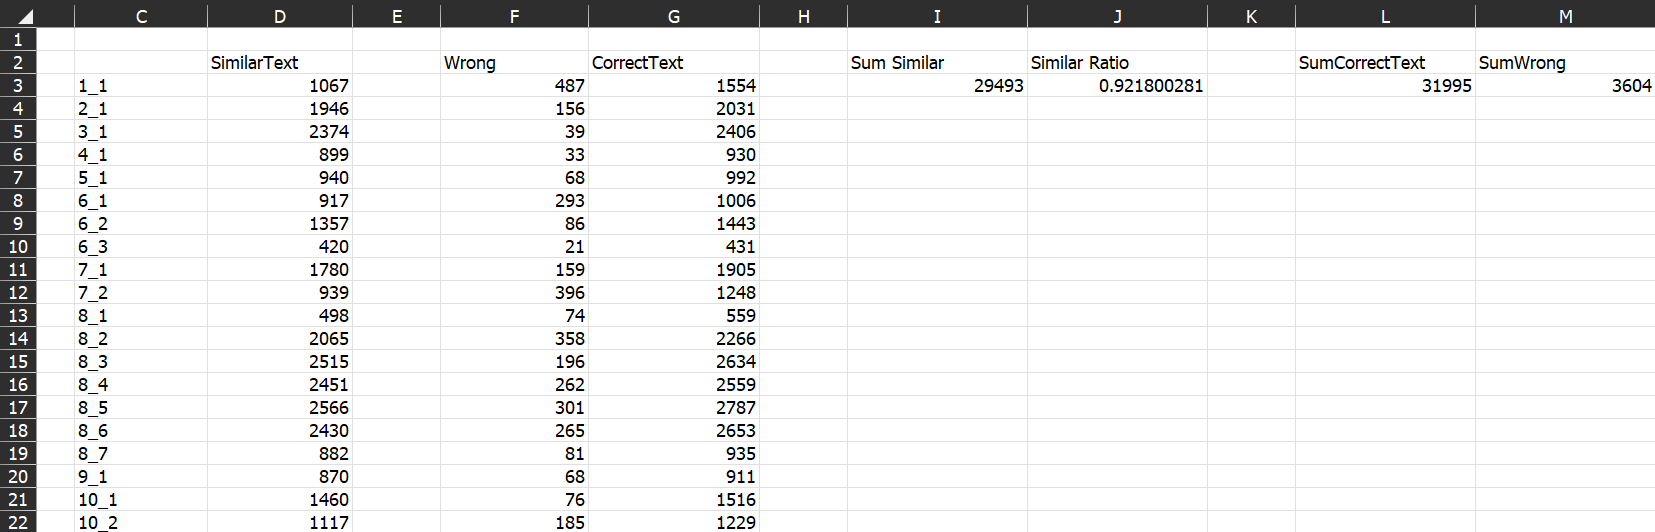 C D E F G H I J K L M
1
2 SimilarText Wrong CorrectText Sum Similar Similar Ratio SumCorrectText SumWrong
3 1_1 1067 487 1554 29493 0.921800281 31995 3604
4 2_1 1946 156 2031
5 3_1 2374 39 2406
6 4_1 899 33 930
7 5_1 940 68 992
8 6_1 917 293 1006
9 6_2 1357 86 1443
10 6_3 420 21 431
11 7_1 1780 159 1905
12 7_2 939 396 1248
13 8_1 498 74 559
14 8_2 2065 358 2266
15 8_3 2515 196 2634
16 8_4 2451 262 2559
17 8_5 2566 301 2787
18 8_6 2430 265 2653
19 8_7 882 81 935
20 9_1 870 68 911
21 10_1 1460 76 1516
22 10_2 1117 185 1229